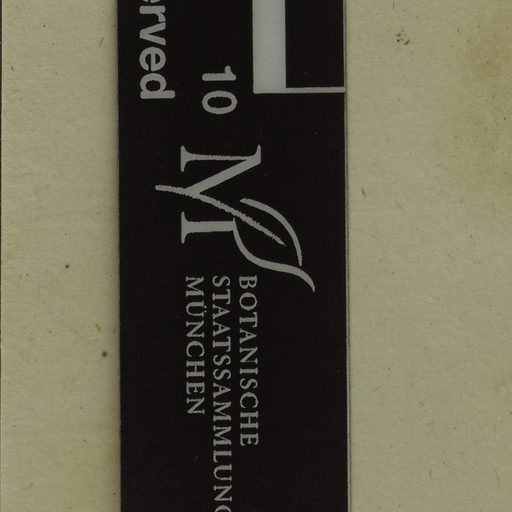 erved
10
M
BOTANISCHE
STAATSSAMMLUNG
MÜNCHEN